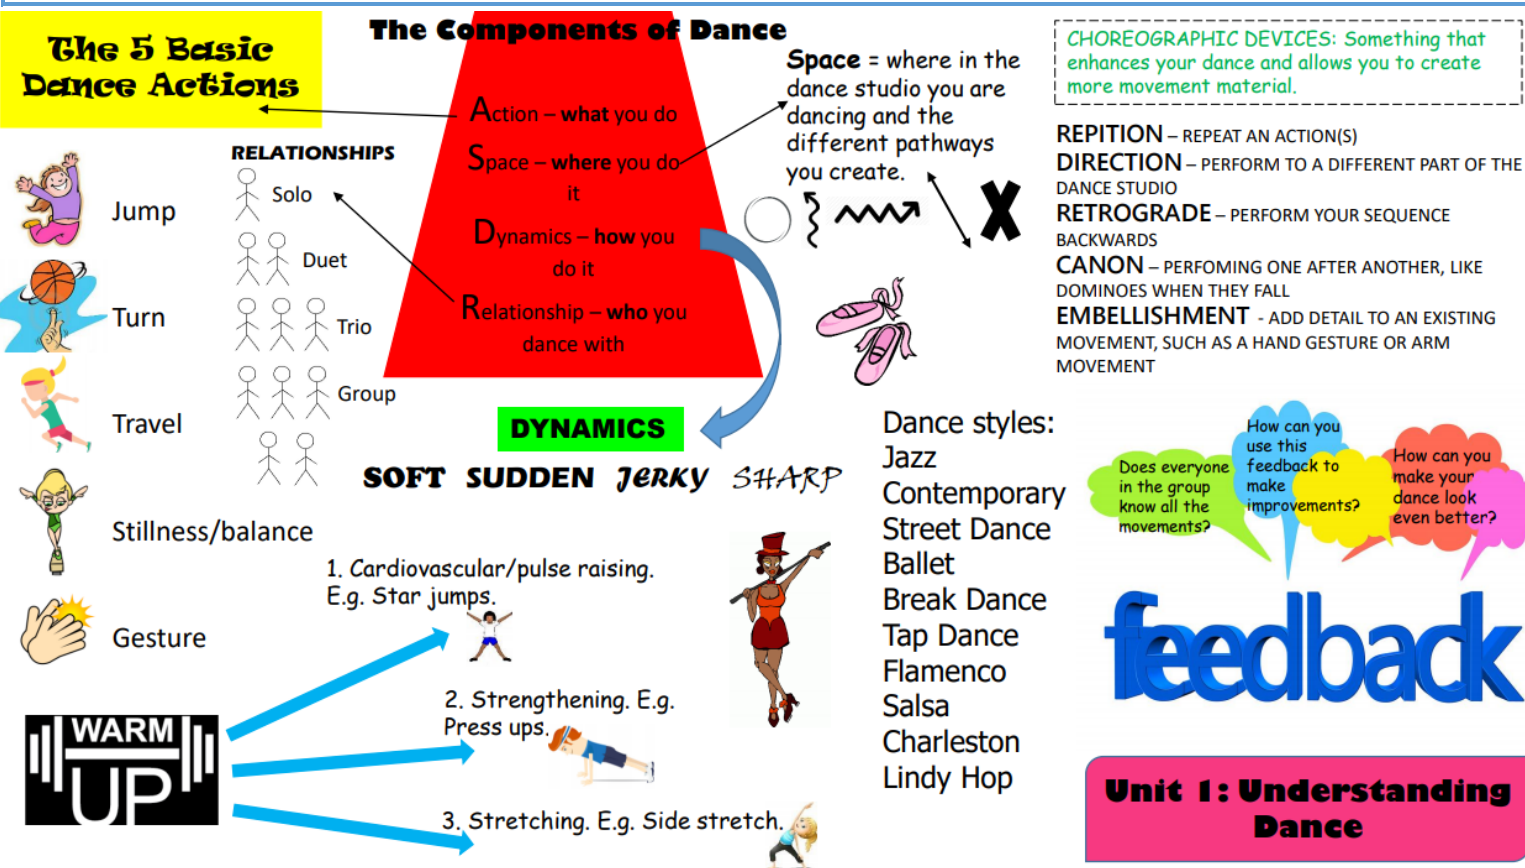 The 5 Basic
Dance Actions
Jump
Turn
Travel
Stillness/balance
Gesture
RELATIONSHIPS
Solo
Duet
Trio
Group
The Components of Dance
Action – what you do
Space – where you do
it
Dynamics – how you
do it
Relationship – who you
dance with
Space = where in the
dance studio you are
dancing and the
different pathways
you create.
DYNAMICS
SOFT SUDDEN JERKY SHARP
WARM
UP
1. Cardiovascular/pulse raising.
E.g. Star jumps.
2. Strengthening. E.g.
Press ups.
3. Stretching. E.g. Side stretch.
Dance styles:
Jazz
Contemporary
Street Dance
Ballet
Break Dance
Tap Dance
Flamenco
Salsa
Charleston
Lindy Hop
CHOREOGRAPHIC DEVICES: Something that
enhances your dance and allows you to create
more movement material.
REPITION – REPEAT AN ACTION(S)
DIRECTION – PERFORM TO A DIFFERENT PART OF THE
DANCE STUDIO
RETROGRADE – PERFORM YOUR SEQUENCE
BACKWARDS
CANON – PERFOMING ONE AFTER ANOTHER, LIKE
DOMINOES WHEN THEY FALL
EMBELLISHMENT - ADD DETAIL TO AN EXISTING
MOVEMENT, SUCH AS A HAND GESTURE OR ARM
MOVEMENT
Does everyone
in the group
know all the
movements?
How can you
use this
feedback to
make
improvements?
How can you
make your
dance look
even better?
feedback
Unit 1: Understanding
Dance